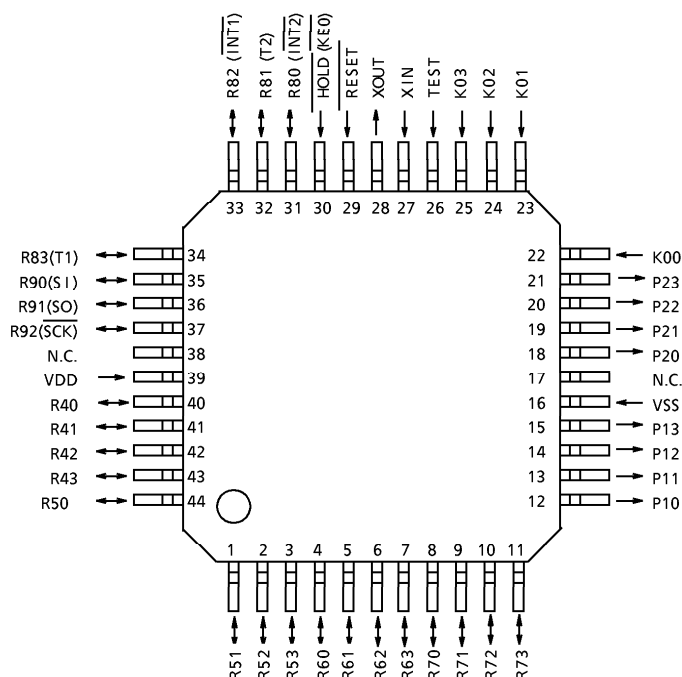 R82 (INT1)
R81 (T2)
R80 (INT2)
HOLD (KE0)
RESET
XOUT
XIN
TEST
K03
K02
K01
33 32 31 30 29 28 27 26 25 24 23
R83(T1) 34
R90(SI) 35
R91(SO) 36
R92(SCK) 37
N.C. 38
VDD 39
R40 40
R41 41
R42 42
R43 43
R50 44
22 K00
21 P23
20 P22
19 P21
18 P20
17 N.C.
16 VSS
15 P13
14 P12
13 P11
12 P10
1 2 3 4 5 6 7 8 9 10 11
R51
R52
R53
R60
R61
R62
R63
R70
R71
R72
R73